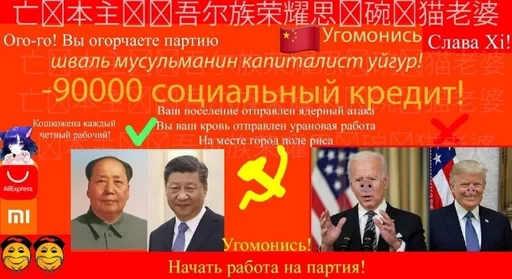 亡 本主 吾尔族荣耀思 碗 猫老婆
Ого-го! Вы огорчаете партию
Угомонись
Слава Xi!
шваль мусульманин капиталист уйгур!
-90000 социальный кредит!
Кошкожена каждый
четный рабочий!
Ваш поселение отправлен ядерный атака
Вы ваш кровь отправлен урановая работа
На месте город поле риса
AliExpress
Угомонись!
Начать работа на партия!